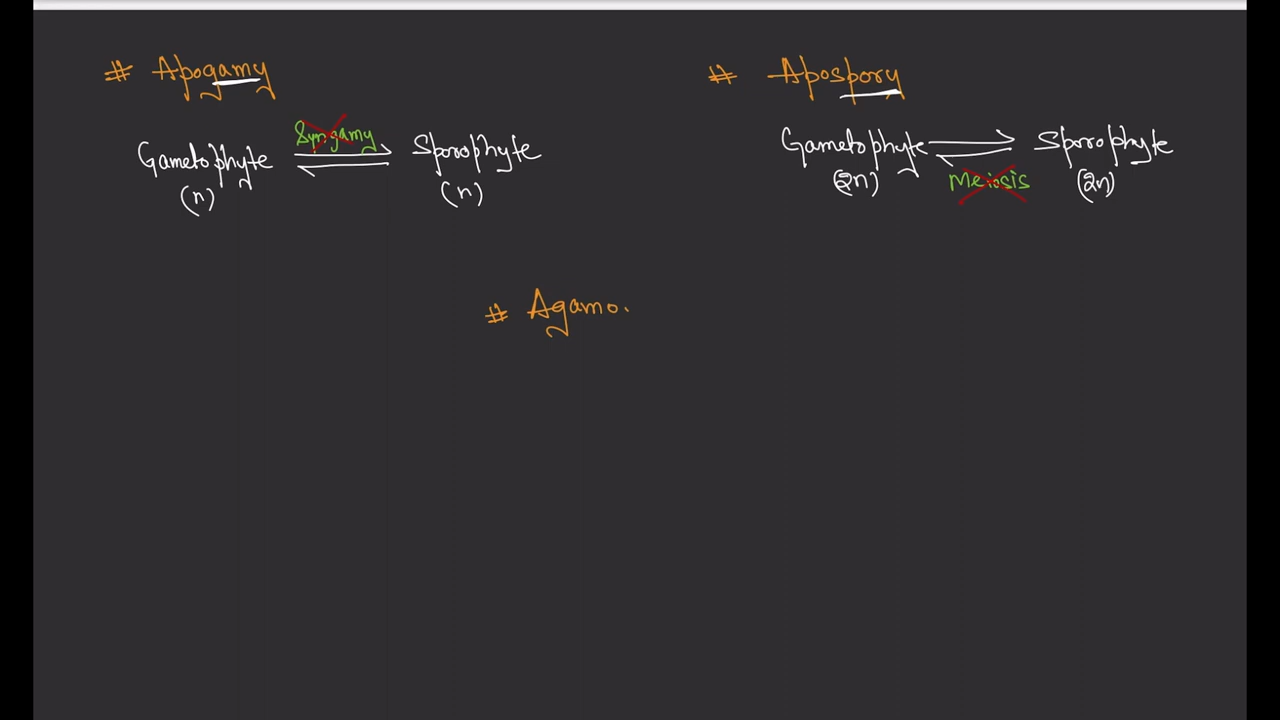 # Apogamy
Syngamy
Gametophyte ⇌ Sporophyte
(n) (n)
# Apospory
Gametophyte ⇌ Sporophyte
(2n) Meiosis (2n)
# Agamo.